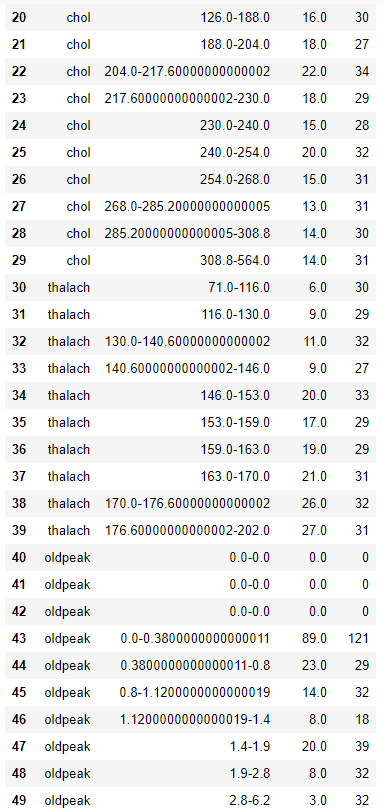 20 chol 126.0-188.0 16.0 30
21 chol 188.0-204.0 18.0 27
22 chol 204.0-217.60000000000002 22.0 34
23 chol 217.60000000000002-230.0 18.0 29
24 chol 230.0-240.0 15.0 28
25 chol 240.0-254.0 20.0 32
26 chol 254.0-268.0 15.0 31
27 chol 268.0-285.20000000000005 13.0 31
28 chol 285.20000000000005-308.8 14.0 30
29 chol 308.8-564.0 14.0 31
30 thalach 71.0-116.0 6.0 30
31 thalach 116.0-130.0 9.0 29
32 thalach 130.0-140.60000000000002 11.0 32
33 thalach 140.60000000000002-146.0 9.0 27
34 thalach 146.0-153.0 20.0 33
35 thalach 153.0-159.0 17.0 29
36 thalach 159.0-163.0 19.0 29
37 thalach 163.0-170.0 21.0 31
38 thalach 170.0-176.60000000000002 26.0 32
39 thalach 176.60000000000002-202.0 27.0 31
40 oldpeak 0.0-0.0 0.0 0
41 oldpeak 0.0-0.0 0.0 0
42 oldpeak 0.0-0.0 0.0 0
43 oldpeak 0.0-0.3800000000000011 89.0 121
44 oldpeak 0.3800000000000011-0.8 23.0 29
45 oldpeak 0.8-1.1200000000000019 14.0 32
46 oldpeak 1.1200000000000019-1.4 8.0 18
47 oldpeak 1.4-1.9 20.0 39
48 oldpeak 1.9-2.8 8.0 32
49 oldpeak 2.8-6.2 3.0 32